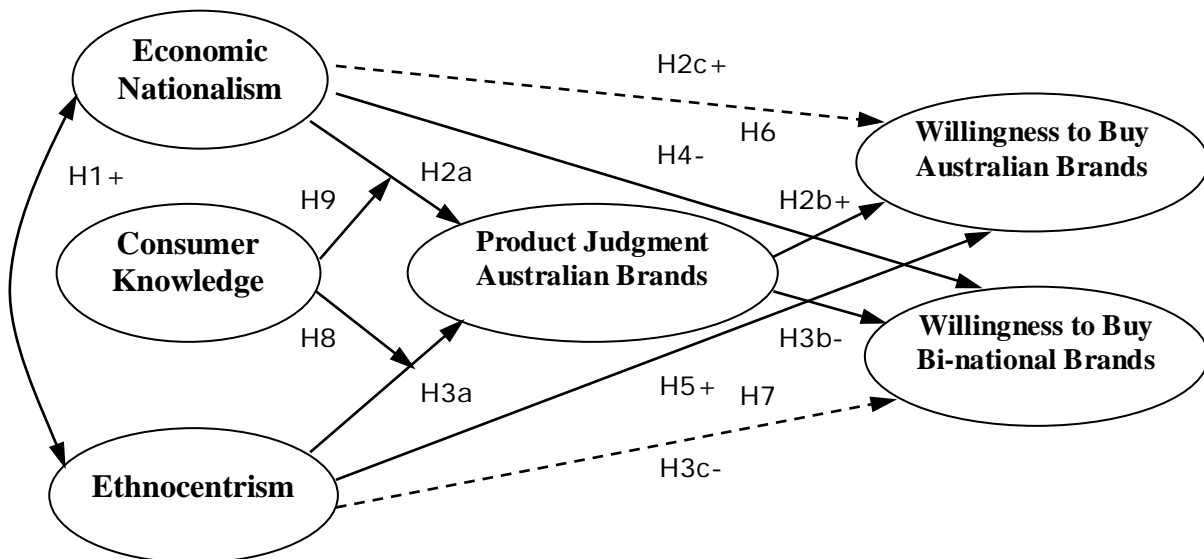 Economic
Nationalism
H2c+
Willingness to Buy
Australian Brands
H6
H4-
H1+
H2a
H9
H2b+
Consumer
Knowledge
Product Judgment
Australian Brands
H8
H3b-
Willingness to Buy
Bi-national Brands
H3a
H5+
H7
H3c-
Ethnocentrism